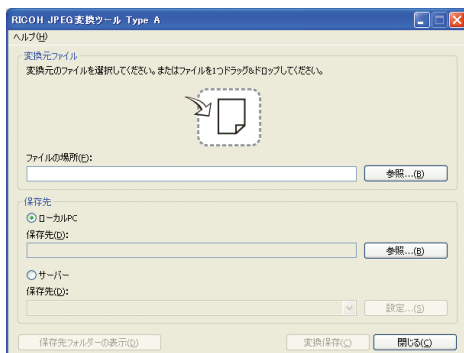 RICOH JPEG変換ツール Type A
ヘルプ(H)
変換元ファイル
変換元のファイルを選択してください。またはファイルを1つドラッグ&ドロップしてください。
ファイルの場所(F):
参照...(B)
保存先
ローカルPC
保存先(D):
参照...(B)
サーバー
保存先(D):
設定...(S)
保存先フォルダーの表示(O)
変換保存(C)
閉じる(C)